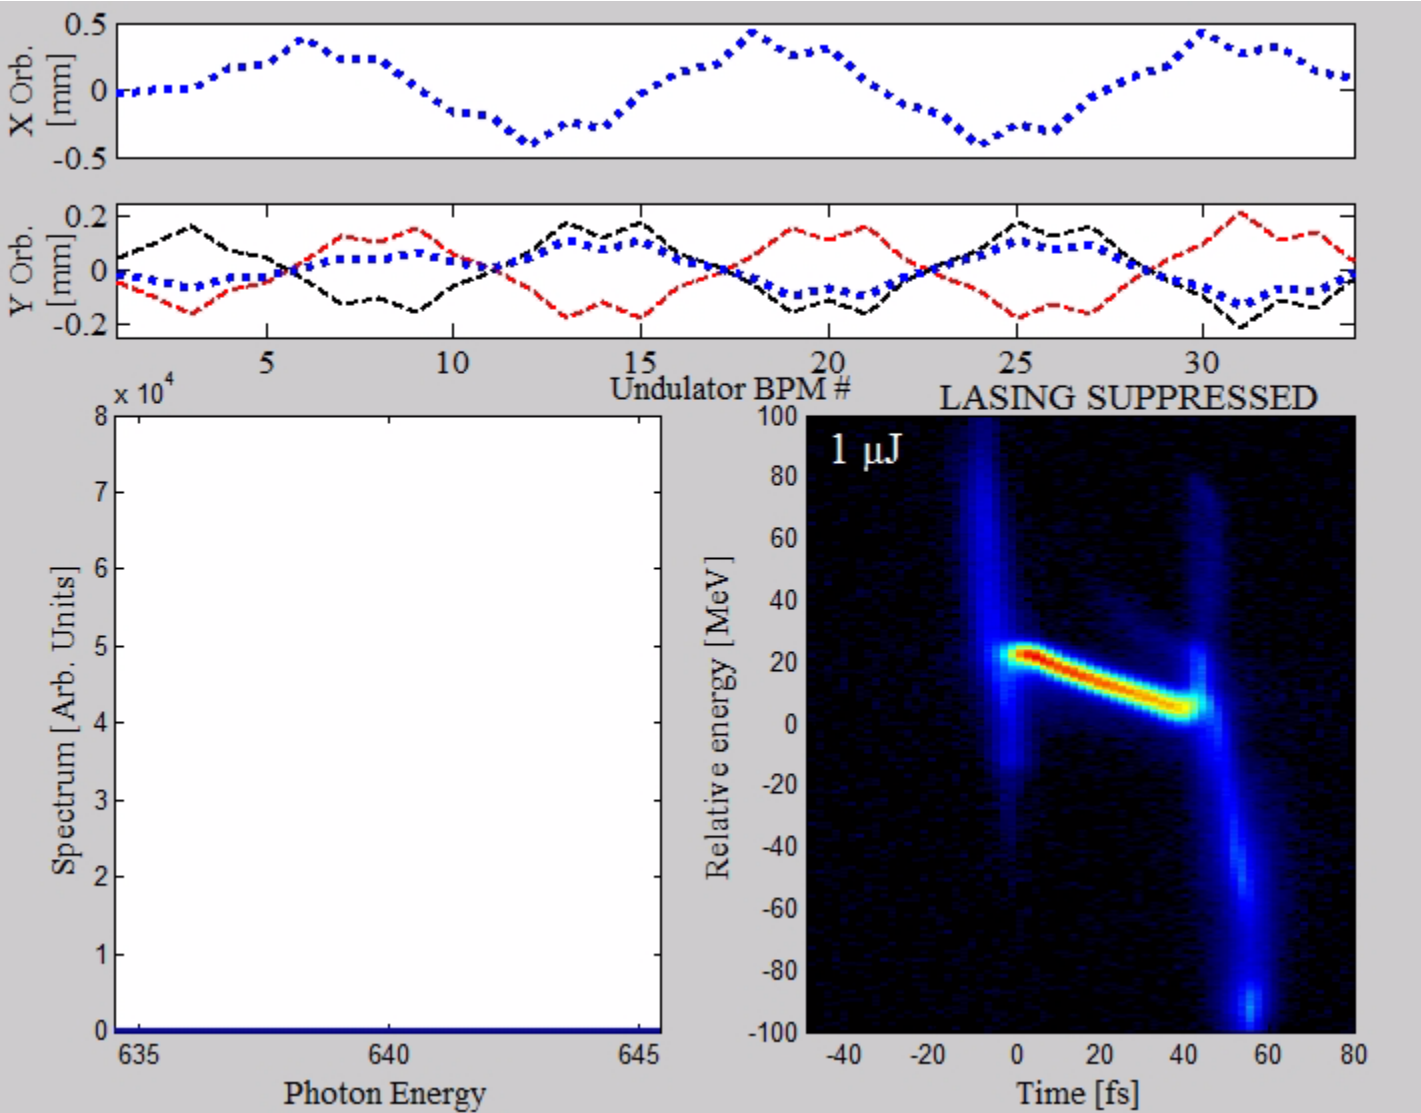 0.5
0
-0.5
X Orb.
[mm]
0.2
0
-0.2
Y Orb.
[mm]
5 10 15 20 25 30
Undulator BPM #
x 10^4
8
7
6
5
4
3
2
1
0
Spectrum [Arb. Units]
635 640 645
Photon Energy
LASING SUPPRESSED
1 μJ
100
80
60
40
20
0
-20
-40
-60
-80
-100
Relative energy [MeV]
-40 -20 0 20 40 60 80
Time [fs]